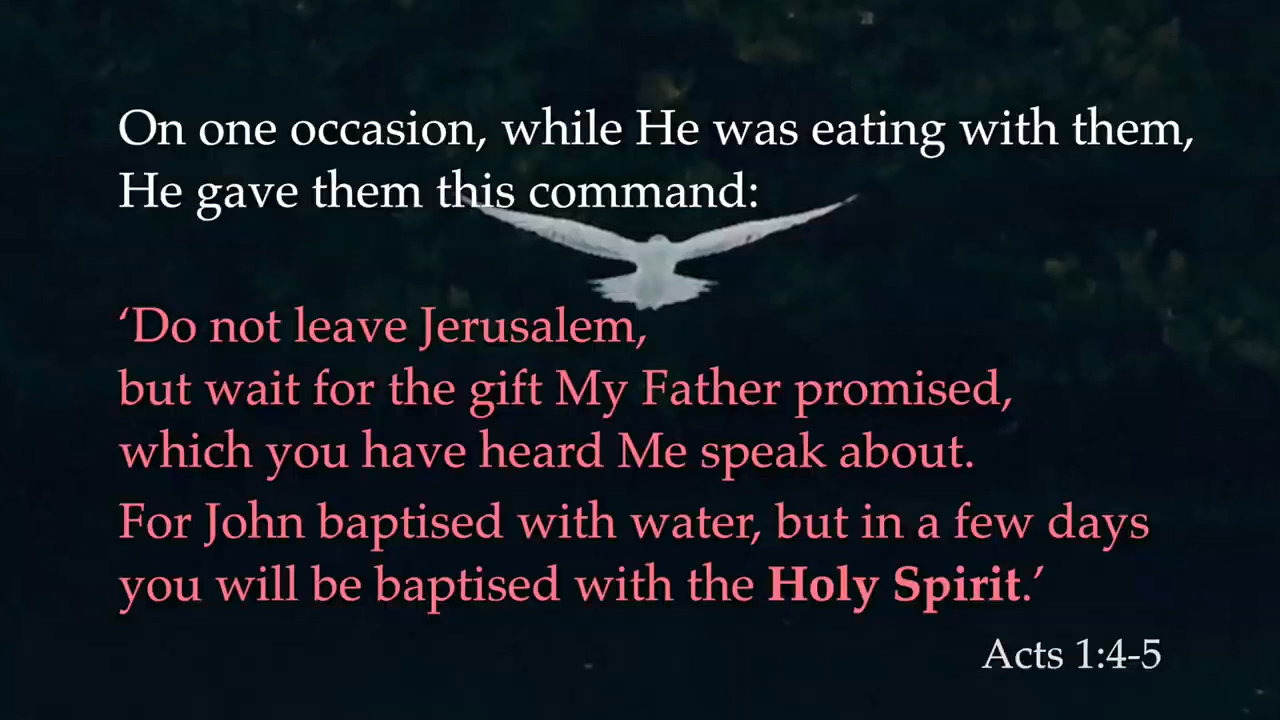 On one occasion, while He was eating with them,
He gave them this command:
‘Do not leave Jerusalem,
but wait for the gift My Father promised,
which you have heard Me speak about.
For John baptised with water, but in a few days
you will be baptised with the Holy Spirit.’
Acts 1:4-5